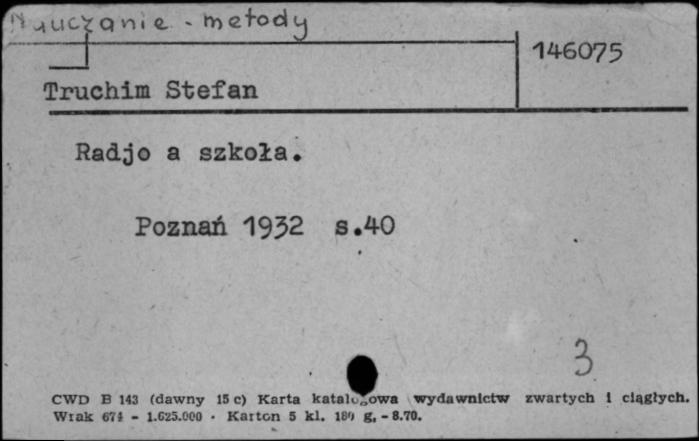 Nauczanie - metody
146075
Truchim Stefan
Radjo a szkoła.
Poznań 1932 s.40
3
CWD B 143 (dawny 15 c) Karta katalogowa wydawnictw zwartych i ciągłych.
Wrak 674 - 1.625.000 · Karton 5 kl. 180 g, - 8.70.